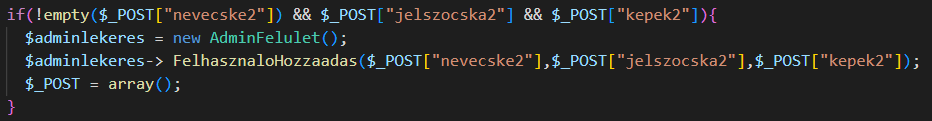 if(!empty($_POST["nevecske2"]) && $_POST["jelszocska2"] && $_POST["kepek2"]){
$adminlekeres = new AdminFelulet();
$adminlekeres-> FelhasznaloHozzaadas($_POST["nevecske2"],$_POST["jelszocska2"],$_POST["kepek2"]);
$_POST = array();
}